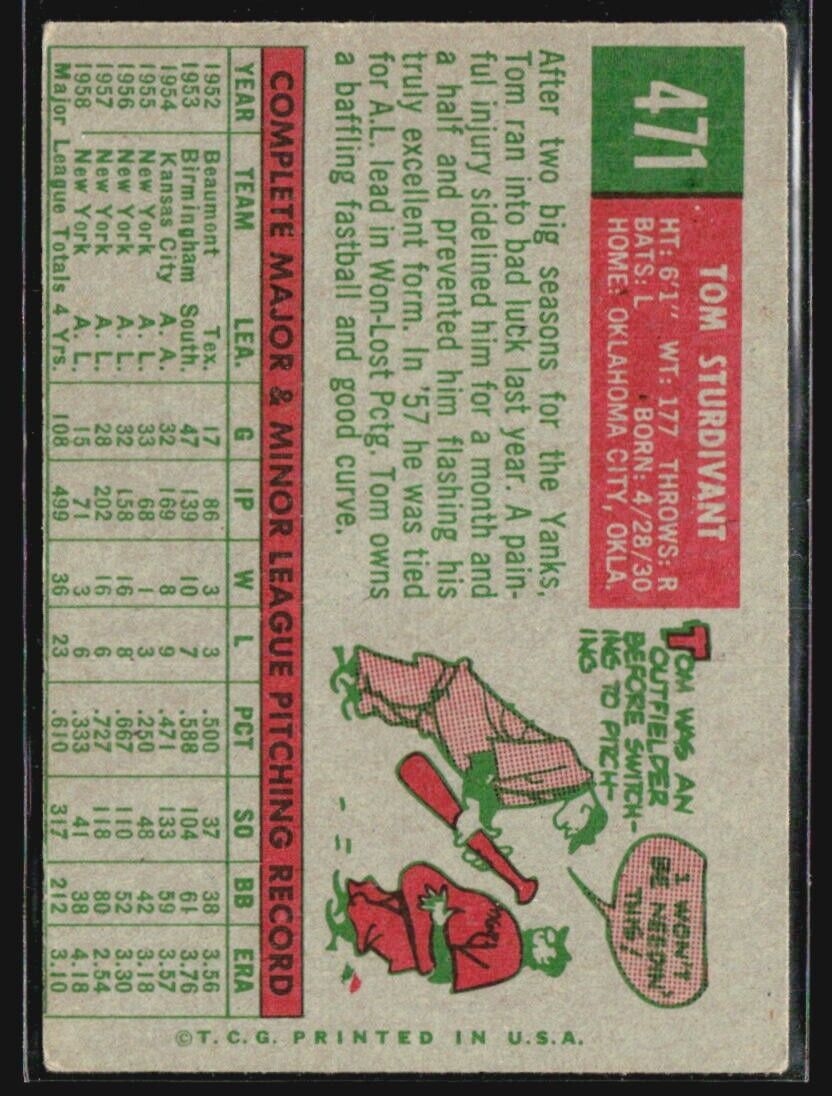 471
TOM STURDIVANT
HT: 6'1" WT: 177 THROWS: R
BATS: L BORN: 4/28/30
HOME: OKLAHOMA CITY, OKLA.
After two big seasons for the Yanks,
Tom ran into bad luck last year. A pain-
ful injury sidelined him for a month and
a half and prevented him flashing his
truly excellent form. In '57 he was tied
for A.L. lead in Won-Lost Pctg. Tom owns
a baffling fastball and good curve.
TOM WAS AN
OUTFIELDER
BEFORE SWITCH-
ING TO PITCH-
ING
I WON'T
BE NEEDIN'
THIS!
COMPLETE MAJOR & MINOR LEAGUE PITCHING RECORD
YEAR TEAM LEA. G IP W L PCT SO BB ERA
1952 Beaumont Tex. 17 86 3 3 .500 37 38 3.56
1953 Birmingham South. 47 139 10 7 .588 104 61 3.76
1954 Kansas City A. A. 32 169 8 9 .471 133 59 3.57
1955 New York A. L. 33 68 1 3 .250 48 42 3.18
1956 New York A. L. 32 158 16 8 .667 110 52 3.30
1957 New York A. L. 28 202 16 6 .727 118 80 2.54
1958 New York A. L. 15 71 3 6 .333 41 38 4.18
Major League Totals 4 Yrs. 108 499 36 23 .610 317 212 3.10
©T.C.G. PRINTED IN U.S.A.